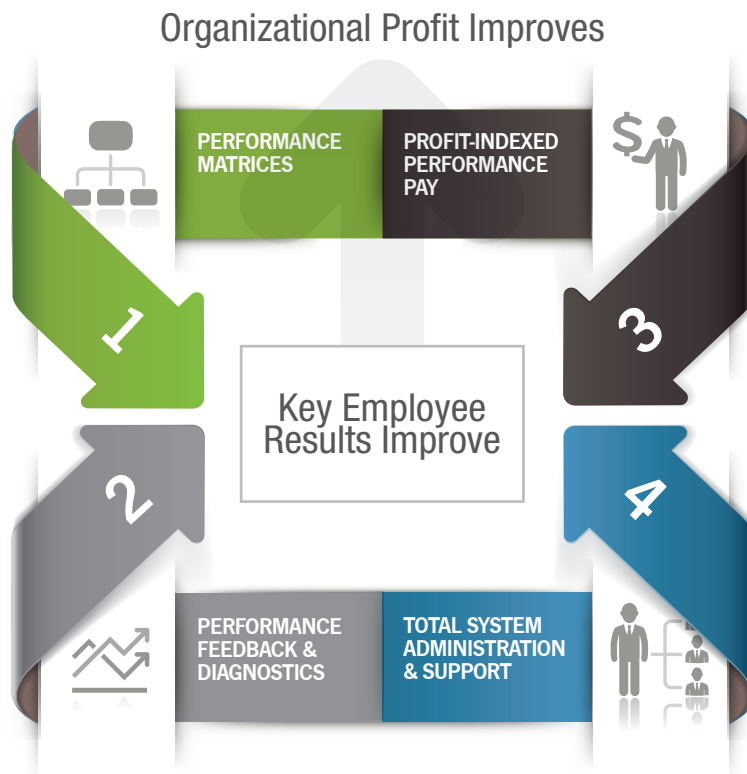 Organizational Profit Improves
PERFORMANCE
MATRICES
PROFIT-INDEXED
PERFORMANCE
PAY
$
1
3
Key Employee
Results Improve
2
4
PERFORMANCE
FEEDBACK &
DIAGNOSTICS
TOTAL SYSTEM
ADMINISTRATION
& SUPPORT